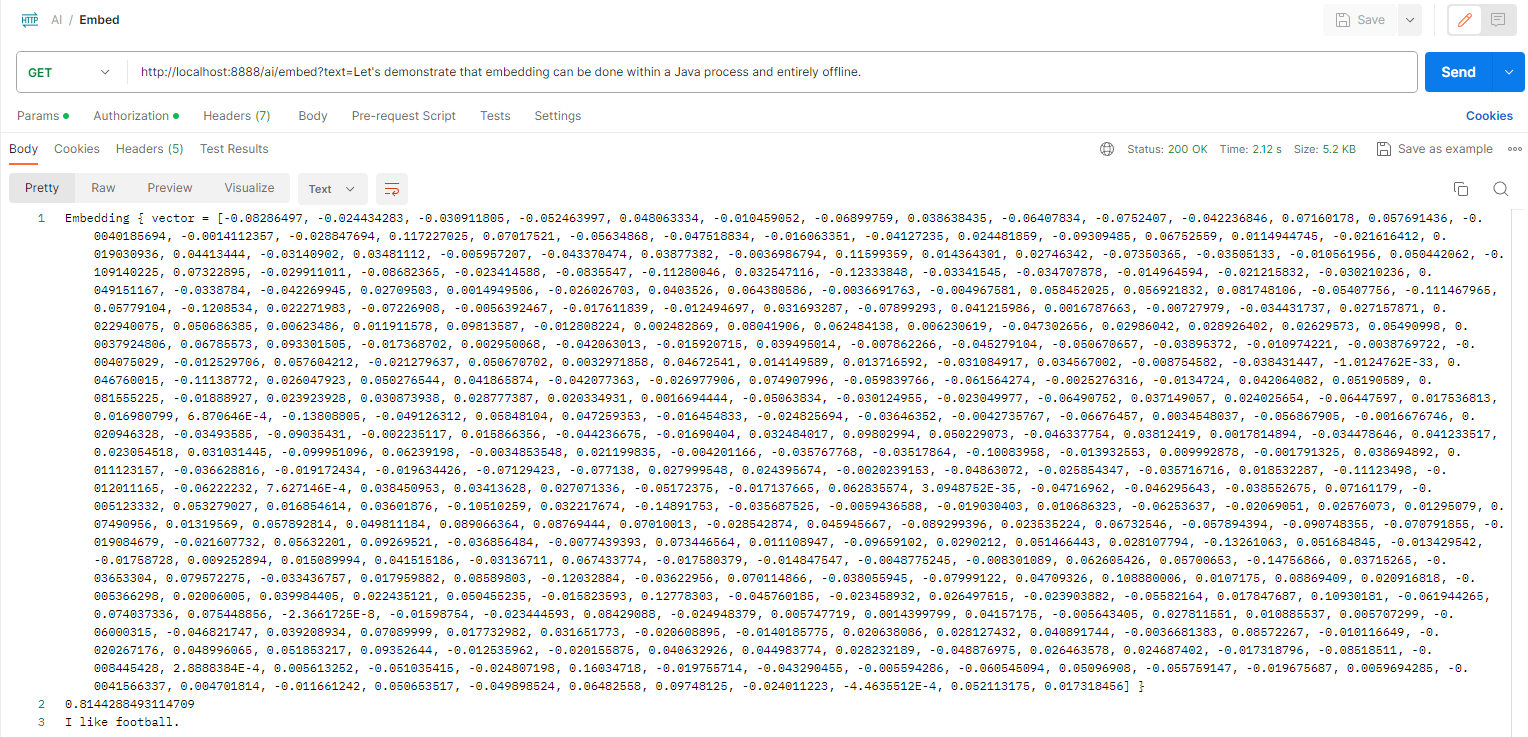 HTTP AI / Embed
Save
GET http://localhost:8888/ai/embed?text=Let's demonstrate that embedding can be done within a Java process and entirely offline. Send
Params Authorization Headers (7) Body Pre-request Script Tests Settings Cookies
Body Cookies Headers (5) Test Results Status: 200 OK Time: 2.12 s Size: 5.2 KB Save as example
Pretty Raw Preview Visualize Text
1 Embedding { vector = [-0.08286497, -0.024434283, -0.030911805, -0.052463997, 0.048063334, -0.010459052, -0.06899759, 0.038638435, -0.06407834, -0.0752407, -0.042236846, 0.07160178, 0.057691436, -0.
0040185694, -0.0014112357, -0.028847694, 0.117227025, 0.07017521, -0.05634868, -0.047518834, -0.016063351, -0.04127235, 0.024481859, -0.09309485, 0.06752559, 0.0114944745, -0.021616412, 0.
019030936, 0.04413444, -0.03140902, 0.03481112, -0.005957207, -0.043370474, 0.03877382, -0.0036986794, 0.11599359, 0.014364301, 0.02746342, -0.07350365, -0.03505133, -0.010561956, 0.050442062, -0.
109140225, 0.07322895, -0.029911011, -0.08682365, -0.023414588, -0.0835547, -0.11280046, 0.032547116, -0.12333848, -0.03341545, -0.034707878, -0.014964594, -0.021215832, -0.030210236, 0.
049151167, -0.0338784, -0.042269945, 0.02709503, 0.0014949506, -0.026026703, 0.0403526, 0.064380586, -0.0036691763, -0.004967581, 0.058452025, 0.056921832, 0.081748106, -0.05407756, -0.111467965,
0.05779104, -0.1208534, 0.022271983, -0.07226908, -0.0056392467, -0.017611839, -0.012494697, 0.031693287, -0.07899293, 0.041215986, 0.0016787663, -0.00727979, -0.034431737, 0.027157871, 0.
022940075, 0.050686385, 0.00623486, 0.011911578, 0.09813587, -0.012808224, 0.002482869, 0.08041906, 0.062484138, 0.006230619, -0.047302656, 0.02986042, 0.028926402, 0.02629573, 0.05490998, 0.
0037924806, 0.06785573, 0.093301505, -0.017368702, 0.002950068, -0.042063013, -0.015920715, 0.039495014, -0.007862266, -0.045279104, -0.050670657, -0.03895372, -0.010974221, -0.0038769722, -0.
004075029, -0.012529706, 0.057604212, -0.021279637, 0.050670702, 0.0032971858, 0.04672541, 0.014149589, 0.013716592, -0.031084917, 0.034567002, -0.008754582, -0.038431447, -1.0124762E-33, 0.
046760015, -0.11138772, 0.026047923, 0.050276544, 0.041865874, -0.042077363, -0.026977906, 0.074907996, -0.059839766, -0.061564274, -0.0025276316, -0.0134724, 0.042064082, 0.05190589, 0.
081555225, -0.01888927, 0.023923928, 0.030873938, 0.028777387, 0.020334931, 0.0016694444, -0.05063834, -0.030124955, -0.023049977, -0.06490752, 0.037149057, 0.024025654, -0.06447597, 0.017536813,
0.016980799, 6.870646E-4, -0.13808805, -0.049126312, 0.05848104, 0.047259353, -0.016454833, -0.024825694, -0.03646352, -0.0042735767, -0.06676457, 0.0034548037, -0.056867905, -0.0016676746, 0.
020946328, -0.03493585, -0.09035431, -0.002235117, 0.015866356, -0.044236675, -0.01690404, 0.032484017, 0.09802994, 0.050229073, -0.046337754, 0.03812419, 0.0017814894, -0.034478646, 0.041233517,
0.023054518, 0.031031445, -0.099951096, 0.06239198, -0.0034853548, 0.021199835, -0.004201166, -0.035767768, -0.03517864, -0.10083958, -0.013932553, 0.009992878, -0.001791325, 0.038694892, 0.
011123157, -0.036628816, -0.019172434, -0.019634426, -0.07129423, -0.077138, 0.027999548, 0.024395674, -0.0020239153, -0.04863072, -0.025854347, -0.035716716, 0.018532287, -0.11123498, -0.
012011165, -0.06222232, 7.627146E-4, 0.038450953, 0.03413628, 0.027071336, -0.05172375, -0.017137665, 0.062835574, 3.0948752E-35, -0.04716962, -0.046295643, -0.038552675, 0.07161179, -0.
005123332, 0.053279027, 0.016854614, 0.03601876, -0.10510259, 0.032217674, -0.14891753, -0.035687525, -0.0059436588, -0.019030403, 0.010686323, -0.06253637, -0.02069051, 0.02576073, 0.01295079, 0.
07490956, 0.01319569, 0.057892814, 0.049811184, 0.089066364, 0.08769444, 0.07010013, -0.028542874, 0.045945667, -0.089299396, 0.023535224, 0.06732546, -0.057894394, -0.090748355, -0.070791855, -0.
019084679, -0.021607732, 0.05632201, 0.09269521, -0.036856484, -0.0077439393, 0.073446564, 0.011108947, -0.09659102, 0.0290212, 0.051466443, 0.028107794, -0.13261063, 0.051684845, -0.013429542,
-0.01758728, 0.009252894, 0.015089994, 0.041515186, -0.03136711, 0.067433774, -0.017580379, -0.014847547, -0.0048775245, -0.008301089, 0.062605426, 0.05700653, -0.14756866, 0.03715265, -0.
03653304, 0.079572275, -0.033436757, 0.017959882, 0.08589803, -0.12032884, -0.03622956, 0.070114866, -0.038055945, -0.07999122, 0.04709326, 0.108880006, 0.0107175, 0.08869409, 0.020916818, -0.
005366298, 0.02006005, 0.039984405, 0.022435121, 0.050455235, -0.015823593, 0.12778303, -0.045760185, -0.023458932, 0.026497515, -0.023903882, -0.05582164, 0.017847687, 0.10930181, -0.061944265,
0.074037336, 0.075448856, -2.3661725E-8, -0.01598754, -0.023444593, 0.08429088, -0.024948379, 0.005747719, 0.0014399799, 0.04157175, -0.005643405, 0.027811551, 0.010885537, 0.005707299, -0.
06000315, -0.046821747, 0.039208934, 0.07089999, 0.017732982, 0.031651773, -0.020608895, -0.0140185775, 0.020638086, 0.028127432, 0.040891744, -0.0036681383, 0.08572267, -0.010116649, -0.
020267176, 0.048996065, 0.051853217, 0.09352644, -0.012535962, -0.020155875, 0.040632926, 0.044983774, 0.028232189, -0.048876975, 0.026463578, 0.024687402, -0.017318796, -0.08518511, -0.
008445428, 2.8888384E-4, 0.005613252, -0.051035415, -0.024807198, 0.16034718, -0.019755714, -0.043290455, -0.005594286, -0.060545094, 0.05096908, -0.055759147, -0.019675687, 0.0059694285, -0.
0041566337, 0.004701814, -0.011661242, 0.050653517, -0.049898524, 0.06482558, 0.09748125, -0.024011223, -4.4635512E-4, 0.052113175, 0.017318456] }
2 0.8144288493114709
3 I like football.